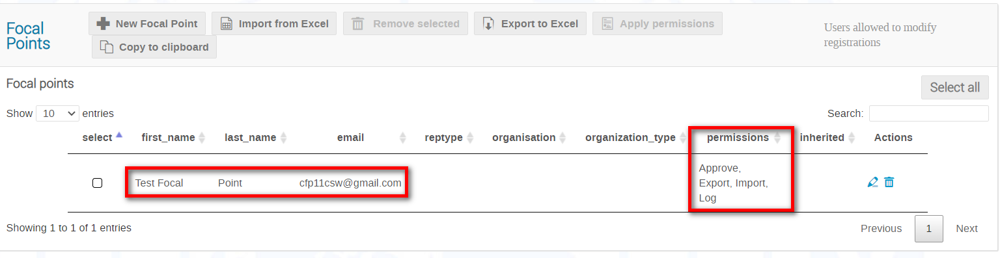 Focal Points
New Focal Point
Import from Excel
Remove selected
Export to Excel
Apply permissions
Copy to clipboard
Users allowed to modify
registrations
Focal points
Select all
Show 10 entries
Search:
select first_name last_name email reptype organisation organization_type permissions inherited Actions
Test Focal Point cfp11csw@gmail.com
Approve,
Export, Import,
Log
Showing 1 to 1 of 1 entries
Previous 1 Next